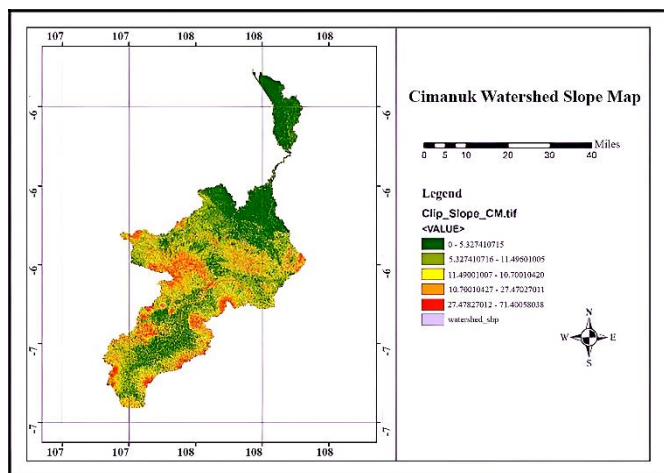 107 107 108 108 108
-6
-6
-6
-7
-7
-6
-6
-6
-7
-7
107 107 108 108 108
Cimanuk Watershed Slope Map
Miles
0 5 10 20 30 40
Legend
Clip_Slope_CM.tif
<VALUE>
0 - 5.327410715
5.327410716 - 11.49601005
11.49001007 - 10.70010420
10.70010427 - 27.47027011
27.47827012 - 71.40058038
watershed_sbp
N
W E
S